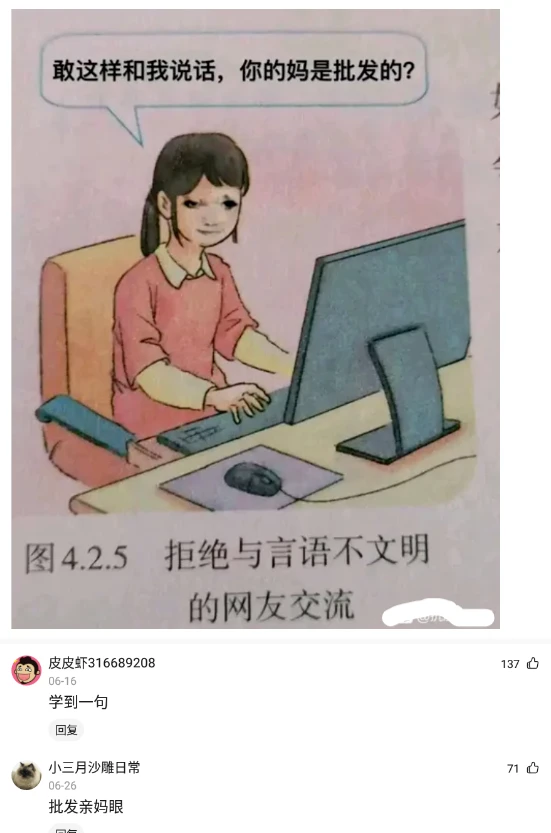 敢这样和我说话，你的妈是批发的?
图4.2.5 拒绝与言语不文明
的网友交流
皮皮虾316689208
137
06-16
学到一句
回复
小三月沙雕日常
71
06-26
批发亲妈眼